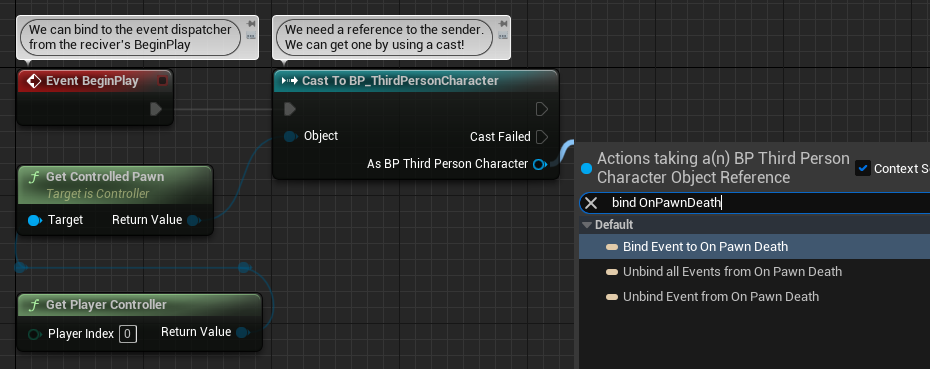 We can bind to the event dispatcher
from the reciver's BeginPlay
We need a reference to the sender.
We can get one by using a cast!
Event BeginPlay
Cast To BP_ThirdPersonCharacter
Object
Cast Failed
As BP Third Person Character
f Get Controlled Pawn
Target is Controller
Target
Return Value
f Get Player Controller
Player Index 0
Return Value
Actions taking a(n) BP Third Person
Character Object Reference
Context S
bind OnPawnDeath
Default
Bind Event to On Pawn Death
Unbind all Events from On Pawn Death
Unbind Event from On Pawn Death